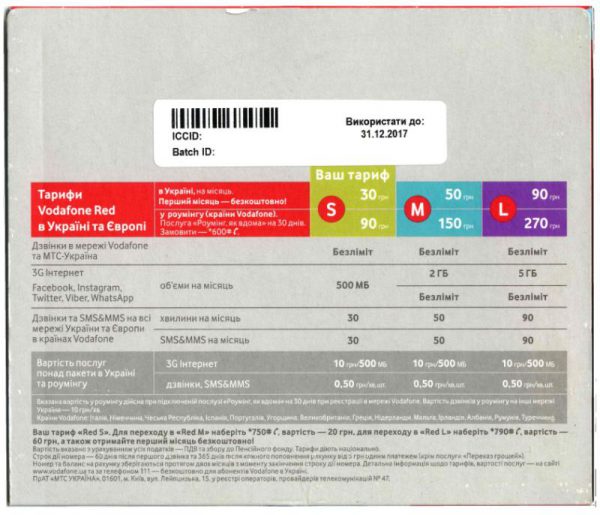 ICCID:
Batch ID:
Використати до:
31.12.2017
Ваш тариф
Тарифи
Vodafone Red
в Україні та Європі
в Україні, на місяць.
Перший місяць — безкоштовно!
у роумінгу (країни Vodafone).
Послуга «Роумінг, як вдома» на 30 днів.
Замовити — *600#
S
30 грн
90 грн
M
50 грн
150 грн
L
90 грн
270 грн
Дзвінки в мережі Vodafone
та МТС-Україна
Безліміт Безліміт Безліміт
3G Інтернет
Facebook, Instagram,
Twitter, Viber, WhatsApp
об'єми на місяць
500 МБ
2 ГБ 5 ГБ
Безліміт Безліміт
Дзвінки та SMS&MMS на всі
мережі України та Європи
в країнах Vodafone
хвилини на місяць 30 50 90
SMS&MMS на місяць 30 50 90
Вартість послуг
понад пакети в Україні
та роумінгу
3G Інтернет 10 грн/500 МБ 10 грн/500 МБ 10 грн/500 МБ
дзвінки, SMS&MMS 0.50 грн/хв.шт. 0.50 грн/хв.шт. 0.50 грн/хв.шт.
Вказана вартість у роумінгу дійсна при підключеній послузі «Роумінг, як вдома» на 30 днів при реєстрації в мережі Vodafone. Вартість дзвінків у роумінгу на інші мережі
Україна — 10 грн/хв
Країни Vodafone: Італія, Німеччина, Чеська Республіка, Іспанія, Португалія, Угорщина, Великобританія, Греція, Нідерланди, Мальта, Ірландія, Албанія, Румунія, Туреччина.
Ваш тариф «Red S». Для переходу в «Red M» наберіть *750# , вартість — 20 грн, для переходу в «Red L» наберіть *790# , вартість —
60 грн, а також отримайте перший місяць безкоштовно!
Вартість вказано з урахуванням усіх податків — ПДВ та збору до Пенсійного фонду. Тарифи діють національно.
Строк дії номера — 60 днів після першого дзвінка та 365 днів після кожного поповнення рахунку від 5 грн одним платежем (крім послуги «Переказ грошей»).
Номер та баланс на рахунку зберігаються протягом двох місяців з моменту закінчення строку дії номера. Детальна інформація щодо тарифів, вартості послуг — на сайті
vodafone.ua та за телефоном 111 — безкоштовно для абонентів Vodafone в Україні.
ПрАТ «МТС УКРАЇНА», 01601, м. Київ, вул. Лейпцизька, 15, у реєстрі операторів, провайдерів телекомунікацій № 47.